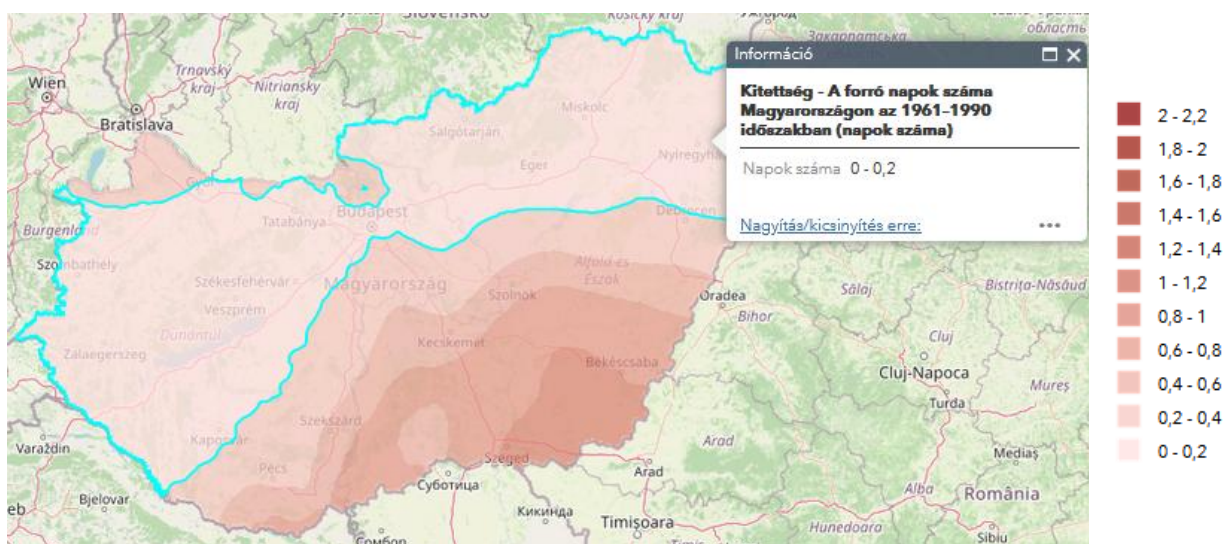 Slovensko
Košický kraj
Ужгород
область
Закарпатська
Trnavský
kraj
Nitriansky
kraj
Wien
Bratislava
Miskolc
Salgótarján
Eger
Győr
Tatabánya
Budapest
Debrecen
Burgenland
Szombathely
Székesfehérvár
Magyarország
Alföld és
Észak
Veszprém
Szolnok
Oradea
Sălaj
Bistrița-Năsăud
Dunántúl
Bihor
Zalaegerszeg
Kecskemét
Cluj
Békéscsaba
Cluj-Napoca
Mureș
Turda
Szekszárd
Kaposvár
Varaždin
Pécs
Szeged
Arad
Arad
Mediaș
Суботица
Alba
Bjelovar
România
eb
Кикинда
Timișoara
Hunedoara
Сомбор
Sibiu
Információ
Kitettség - A forró napok száma
Magyarországon az 1961–1990
időszakban (napok száma)
Napok száma 0 - 0,2
Nagyítás/kicsinyítés erre:
2 - 2,2
1,8 - 2
1,6 - 1,8
1,4 - 1,6
1,2 - 1,4
1 - 1,2
0,8 - 1
0,6 - 0,8
0,4 - 0,6
0,2 - 0,4
0 - 0,2